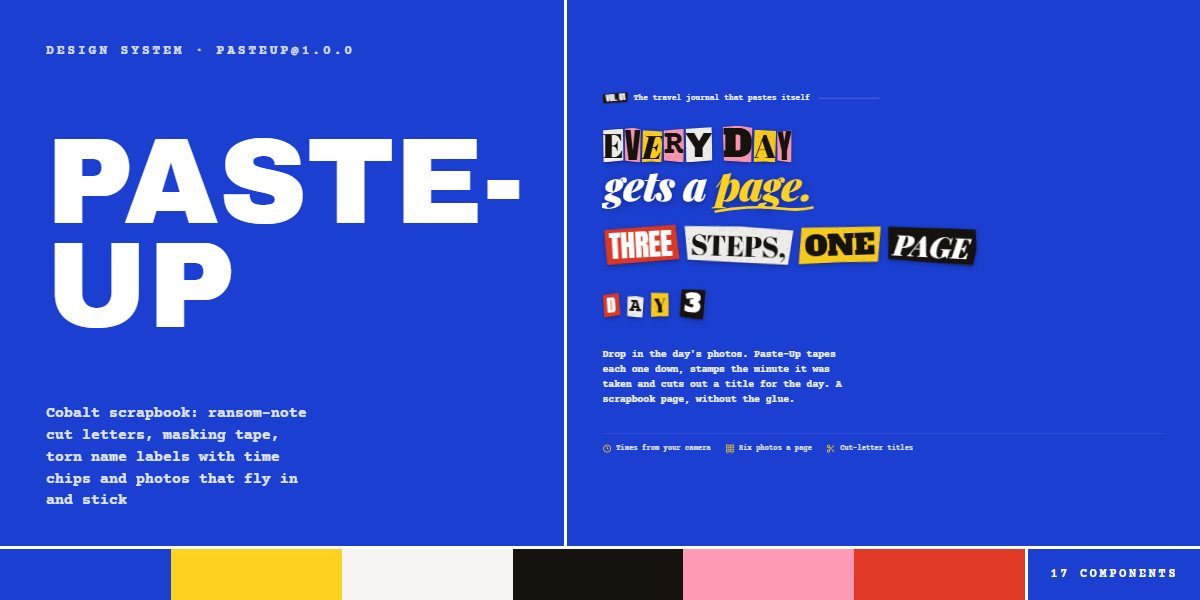 DESIGN SYSTEM · PASTEUP@1.0.0
PASTE-
UP
Cobalt scrapbook: ransom-note
cut letters, masking tape,
torn name labels with time
chips and photos that fly in
and stick
The travel journal that pastes itself
EVERY DAY
gets a page.
THREE STEPS, ONE PAGE
DAY 3
Drop in the day's photos. Paste-Up tapes
each one down, stamps the minute it was
taken and cuts out a title for the day. A
scrapbook page, without the glue.
Times from your camera
Six photos a page
Cut-letter titles
17 COMPONENTS